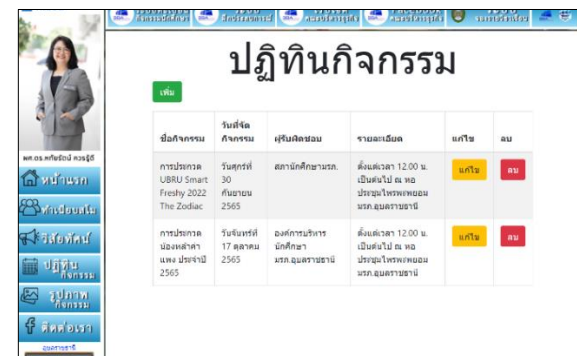 ปฏิทินกิจกรรม
เพิ่ม
ชื่อกิจกรรม
วันที่จัด
กิจกรรม
ผู้รับผิดชอบ
รายละเอียด
แก้ไข
ลบ
การประกวด
UBRU Smart
Freshy 2022
The Zodiac
วันศุกร์ที่
30
กันยายน
2565
สภานักศึกษามรภ.
ตั้งแต่เวลา 12.00 น.
เป็นต้นไป ณ หอ
ประชุมไพรพะพยอม
มรภ.อุบลราชธานี
แก้ไข
ลบ
การประกวด
น้องหล่าคำ
แพง ประจำปี
2565
วันจันทร์ที่
17 ตุลาคม
2565
องค์การบริหาร
นักศึกษา
มรภ.อุบลราชธานี
ตั้งแต่เวลา 12.00 น.
เป็นต้นไป ณ หอ
ประชุมไพรพะพยอม
มรภ.อุบลราชธานี
แก้ไข
ลบ
หน้าแรก
ทำเนียบสโม
วิสัยทัศน์
ปฏิทิน
กิจกรรม
รูปภาพ
กิจกรรม
ติดต่อเรา
อุบลราชธานี